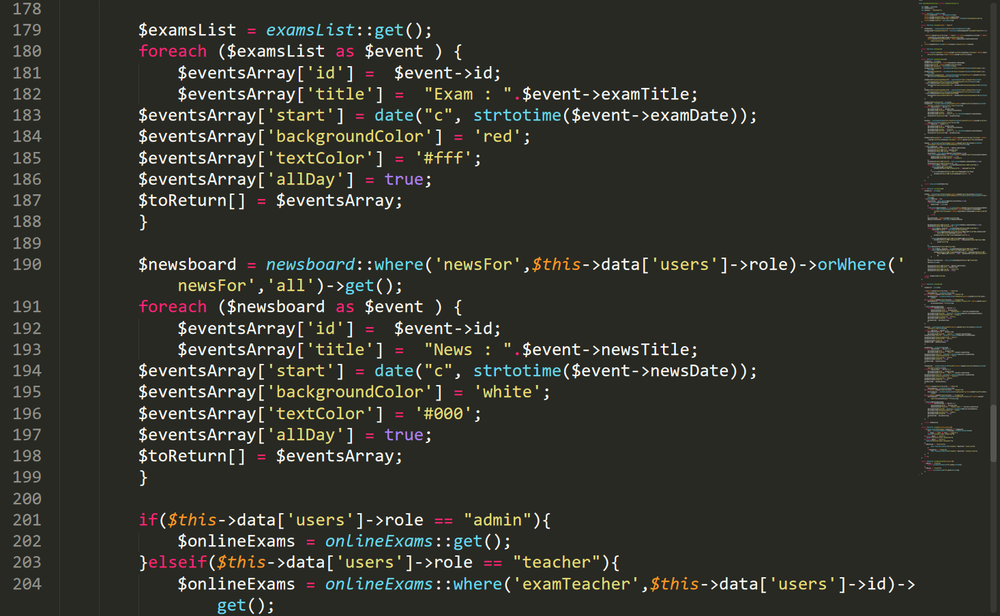 178
179 $examsList = examsList::get();
180 foreach ($examsList as $event ) {
181 $eventsArray['id'] =  $event->id;
182 $eventsArray['title'] =  "Exam : ".$event->examTitle;
183 $eventsArray['start'] = date("c", strtotime($event->examDate));
184 $eventsArray['backgroundColor'] = 'red';
185 $eventsArray['textColor'] = '#fff';
186 $eventsArray['allDay'] = true;
187 $toReturn[] = $eventsArray;
188 }
189
190 $newsboard = newsboard::where('newsFor',$this->data['users']->role)->orWhere('
newsFor','all')->get();
191 foreach ($newsboard as $event ) {
192 $eventsArray['id'] =  $event->id;
193 $eventsArray['title'] =  "News : ".$event->newsTitle;
194 $eventsArray['start'] = date("c", strtotime($event->newsDate));
195 $eventsArray['backgroundColor'] = 'white';
196 $eventsArray['textColor'] = '#000';
197 $eventsArray['allDay'] = true;
198 $toReturn[] = $eventsArray;
199 }
200
201 if($this->data['users']->role == "admin"){
202 $onlineExams = onlineExams::get();
203 }elseif($this->data['users']->role == "teacher"){
204 $onlineExams = onlineExams::where('examTeacher',$this->data['users']->id)->
get();